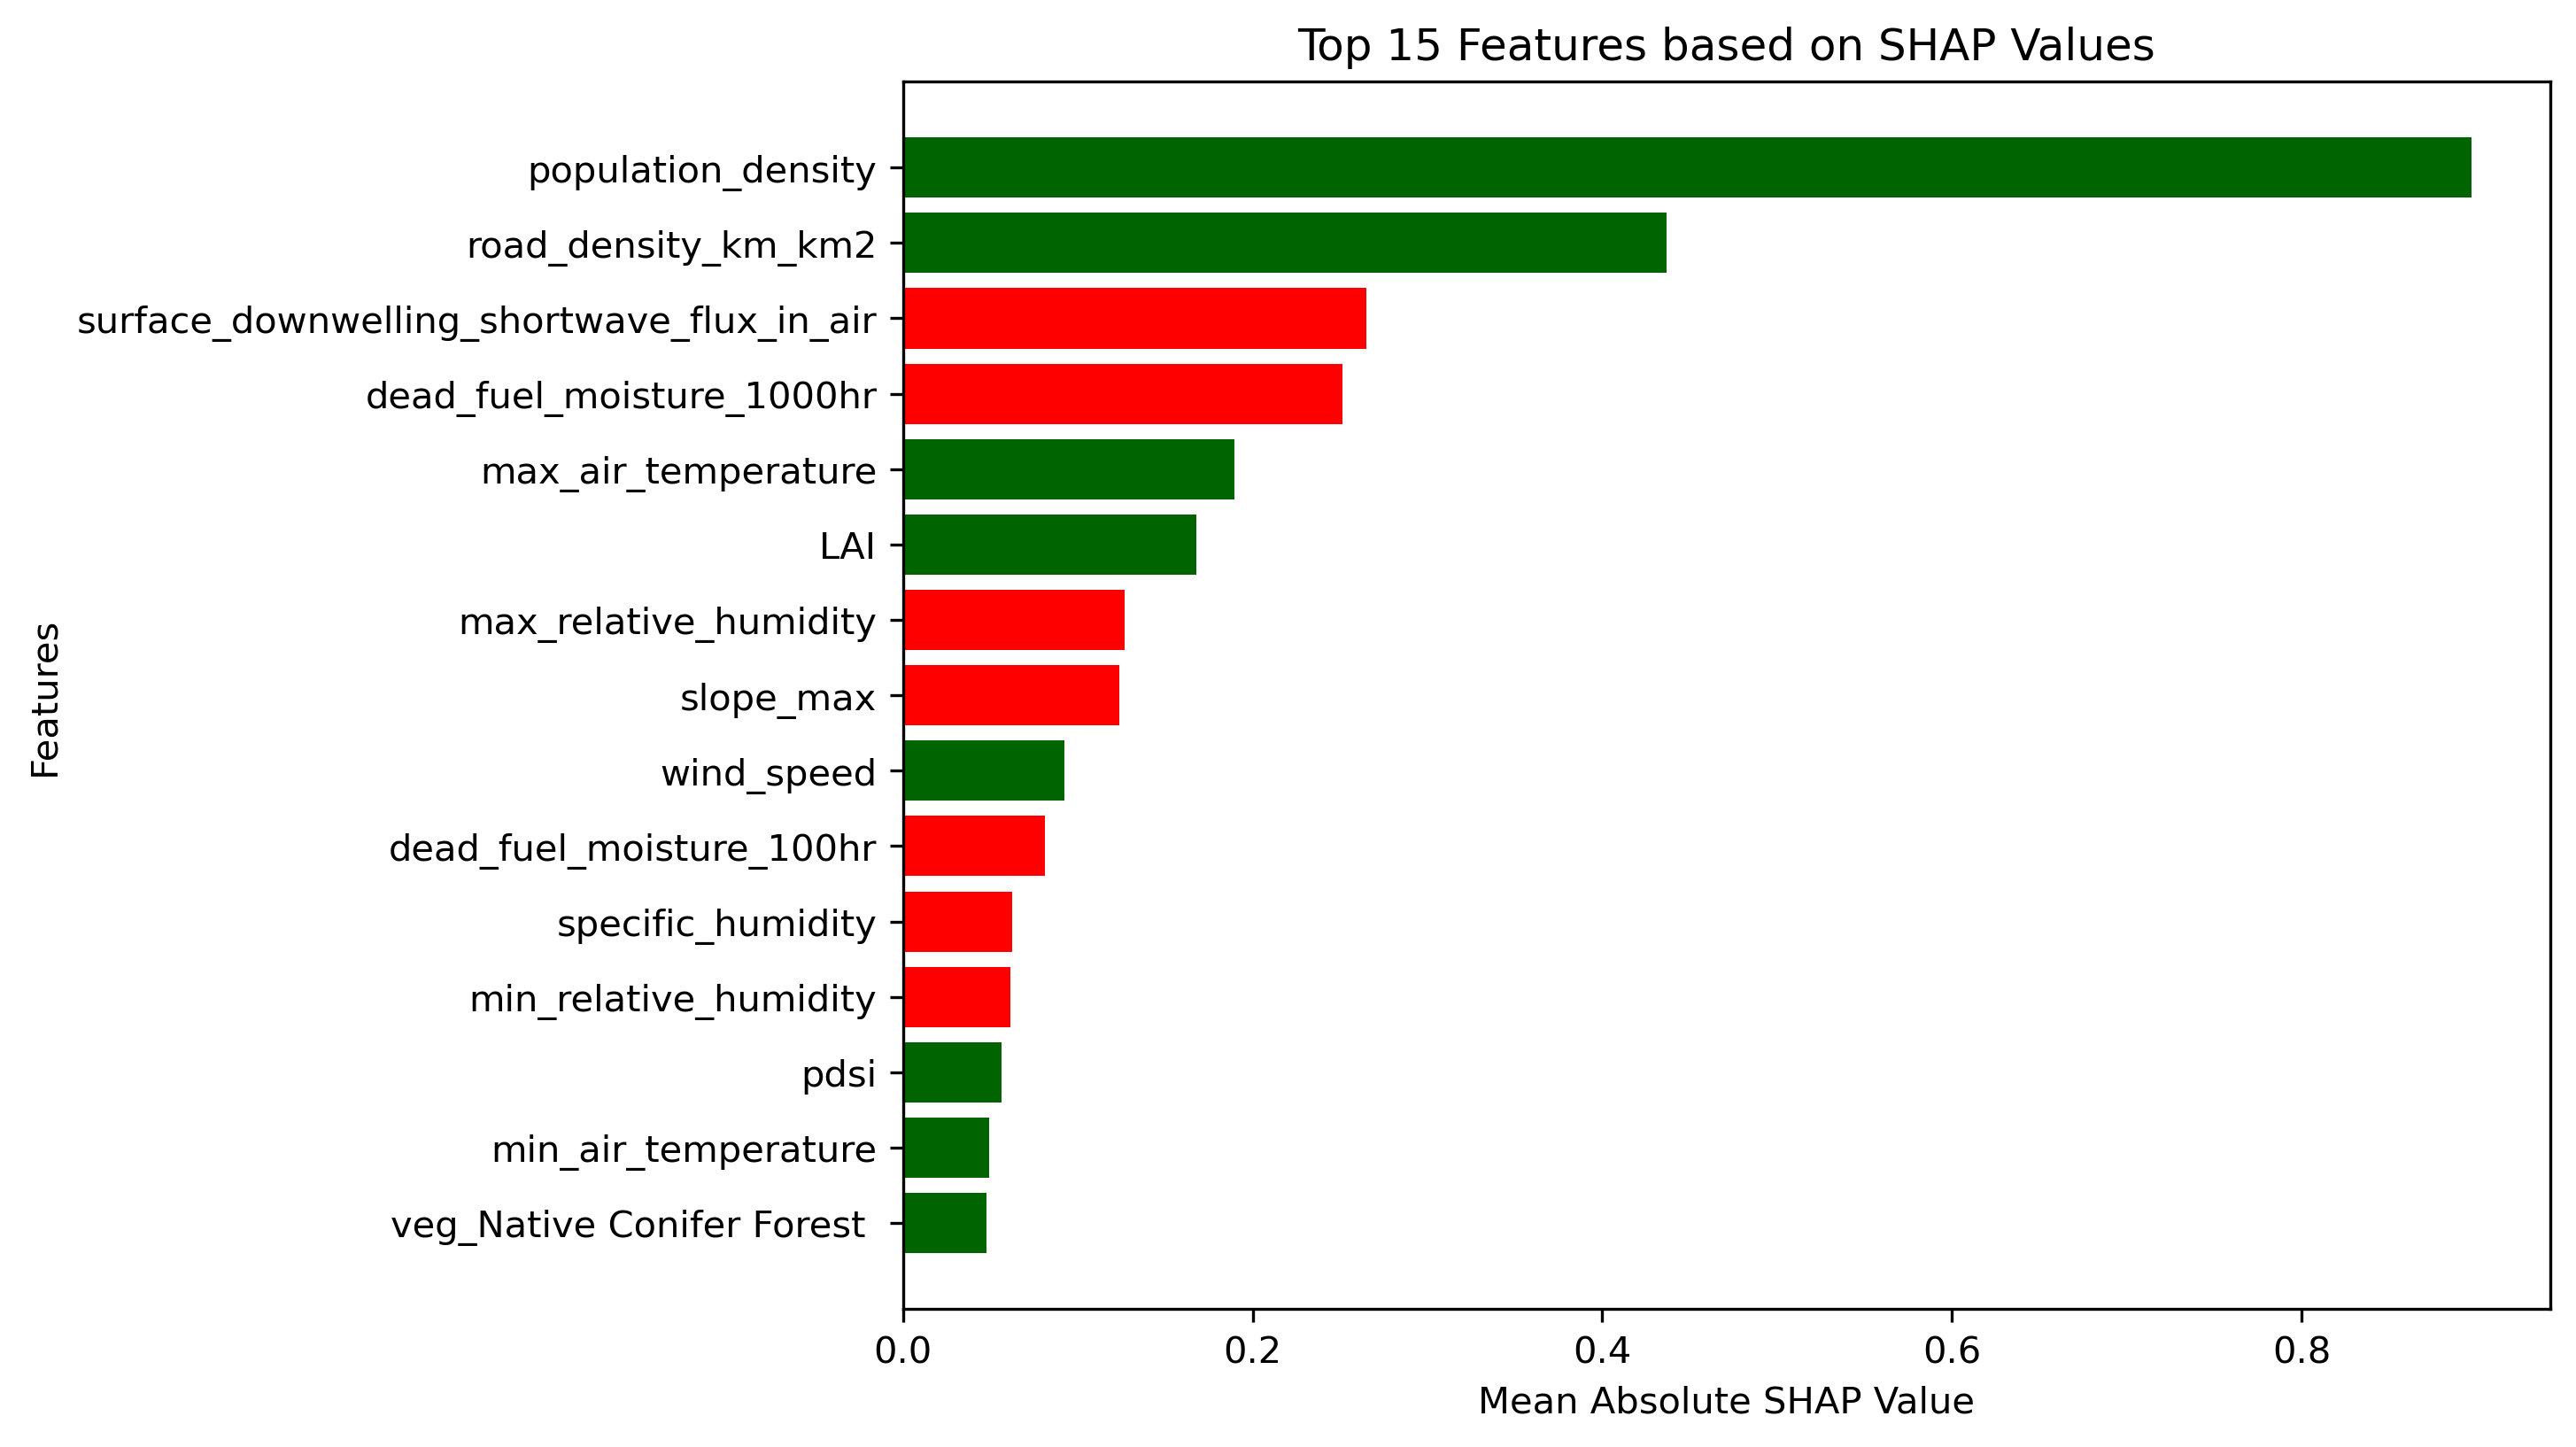 Top 15 Features based on SHAP Values
population_density
road_density_km_km2
surface_downwelling_shortwave_flux_in_air
dead_fuel_moisture_1000hr
max_air_temperature
LAI
max_relative_humidity
slope_max
wind_speed
dead_fuel_moisture_100hr
specific_humidity
min_relative_humidity
pdsi
min_air_temperature
veg_Native Conifer Forest
Features
0.0 0.2 0.4 0.6 0.8
Mean Absolute SHAP Value